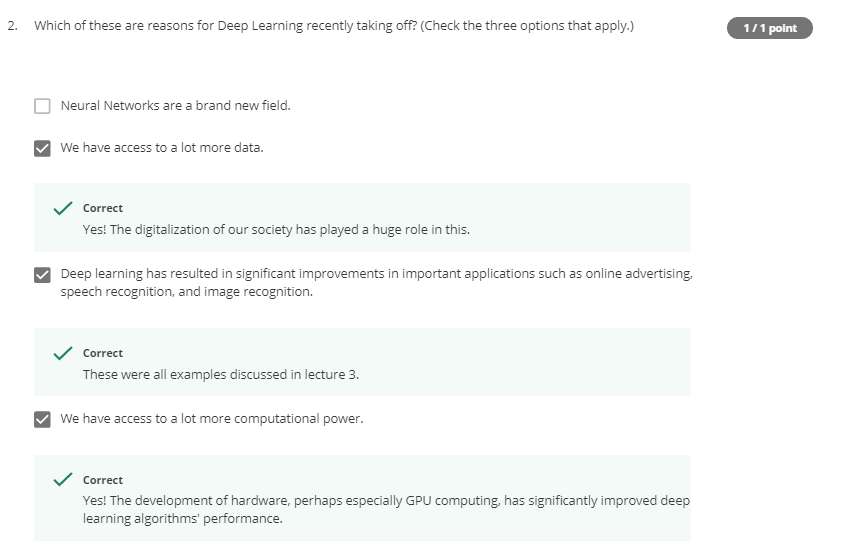 2. Which of these are reasons for Deep Learning recently taking off? (Check the three options that apply.)
1 / 1 point
Neural Networks are a brand new field.
We have access to a lot more data.
Correct
Yes! The digitalization of our society has played a huge role in this.
Deep learning has resulted in significant improvements in important applications such as online advertising,
speech recognition, and image recognition.
Correct
These were all examples discussed in lecture 3.
We have access to a lot more computational power.
Correct
Yes! The development of hardware, perhaps especially GPU computing, has significantly improved deep
learning algorithms' performance.